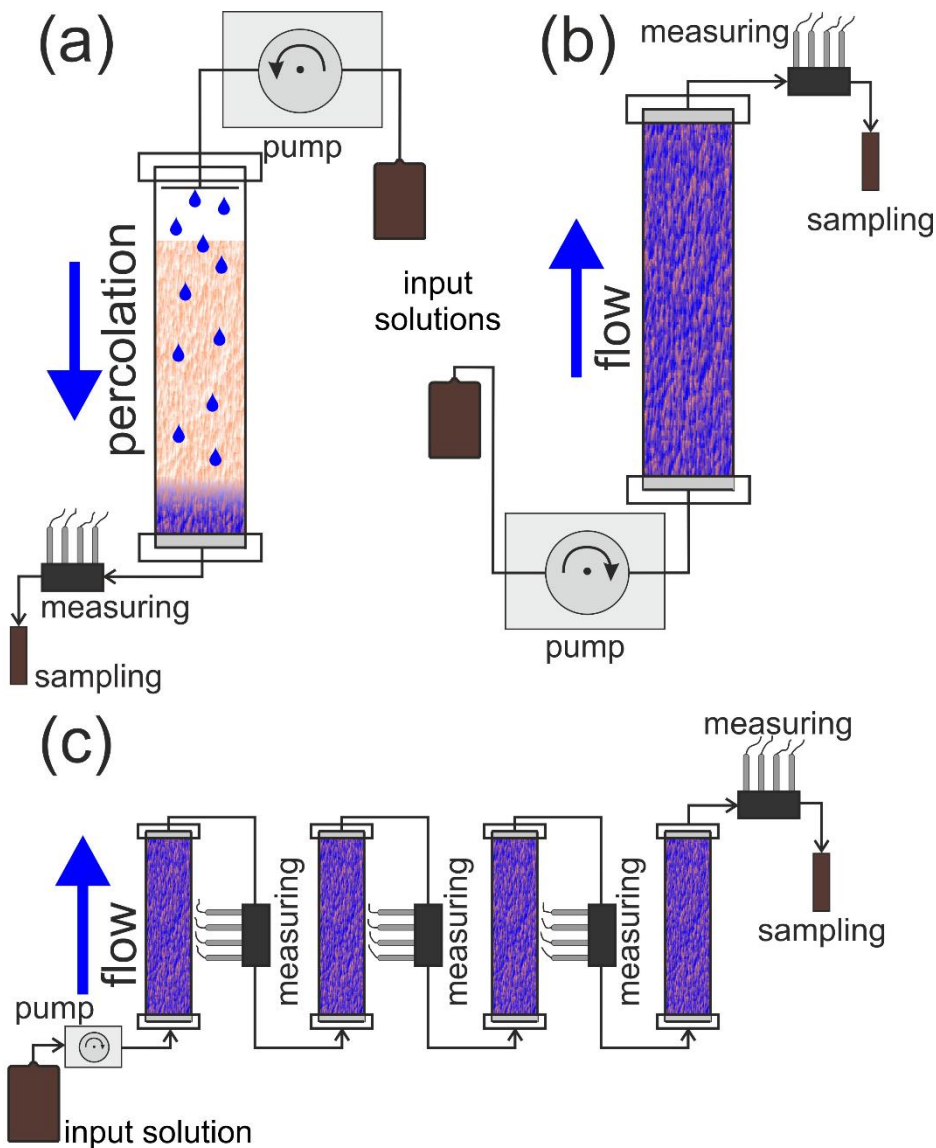 (a)
pump
percolation
measuring
sampling
input
solutions
(b)
measuring
sampling
flow
pump
(c)
flow
pump
input solution
measuring
measuring
measuring
measuring
sampling